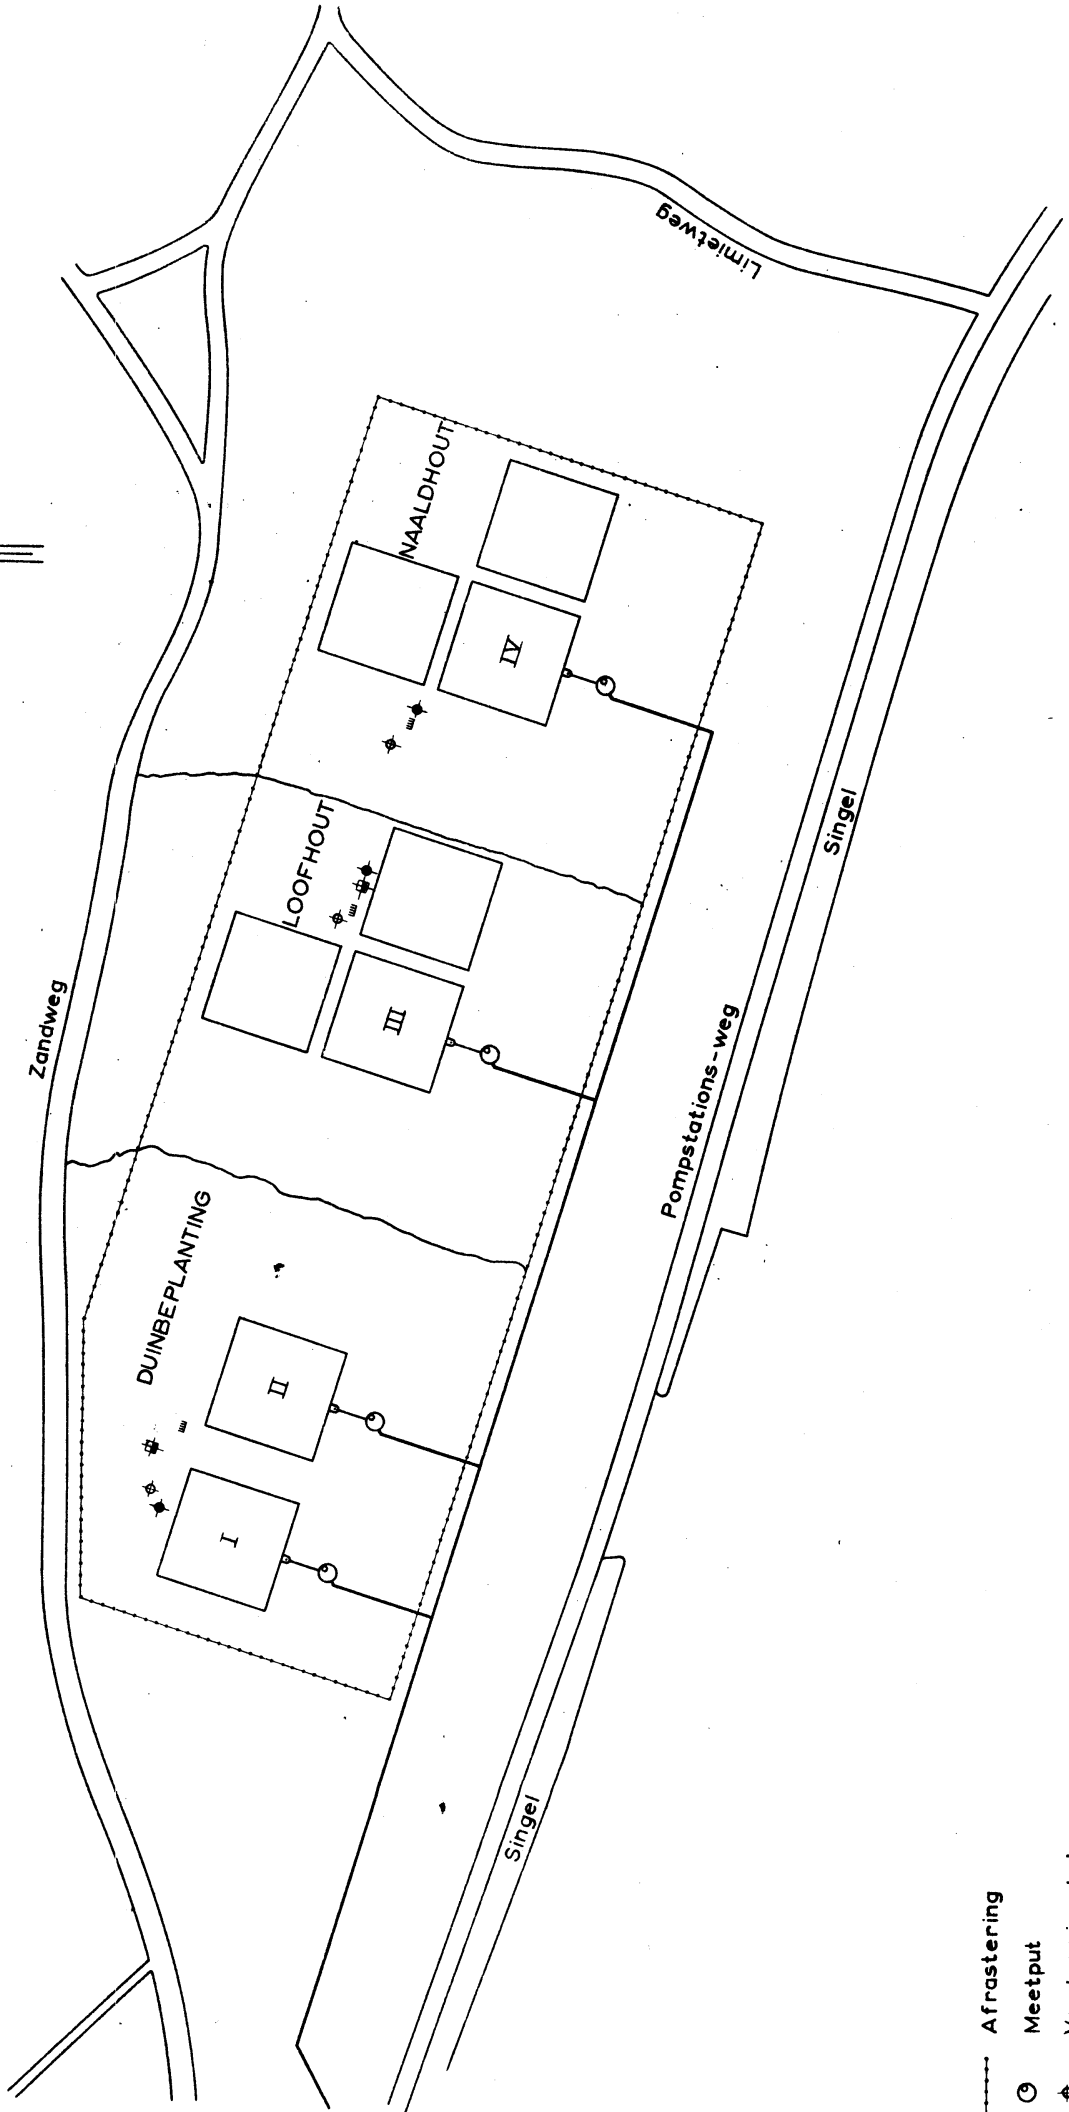 Zandweg
Limietweg
NAALDHOUT
IV
LOOFHOUT
III
DUINBEPLANTING
II
I
Singel
Pompstations-weg
Singel
Afrastering
Meetput